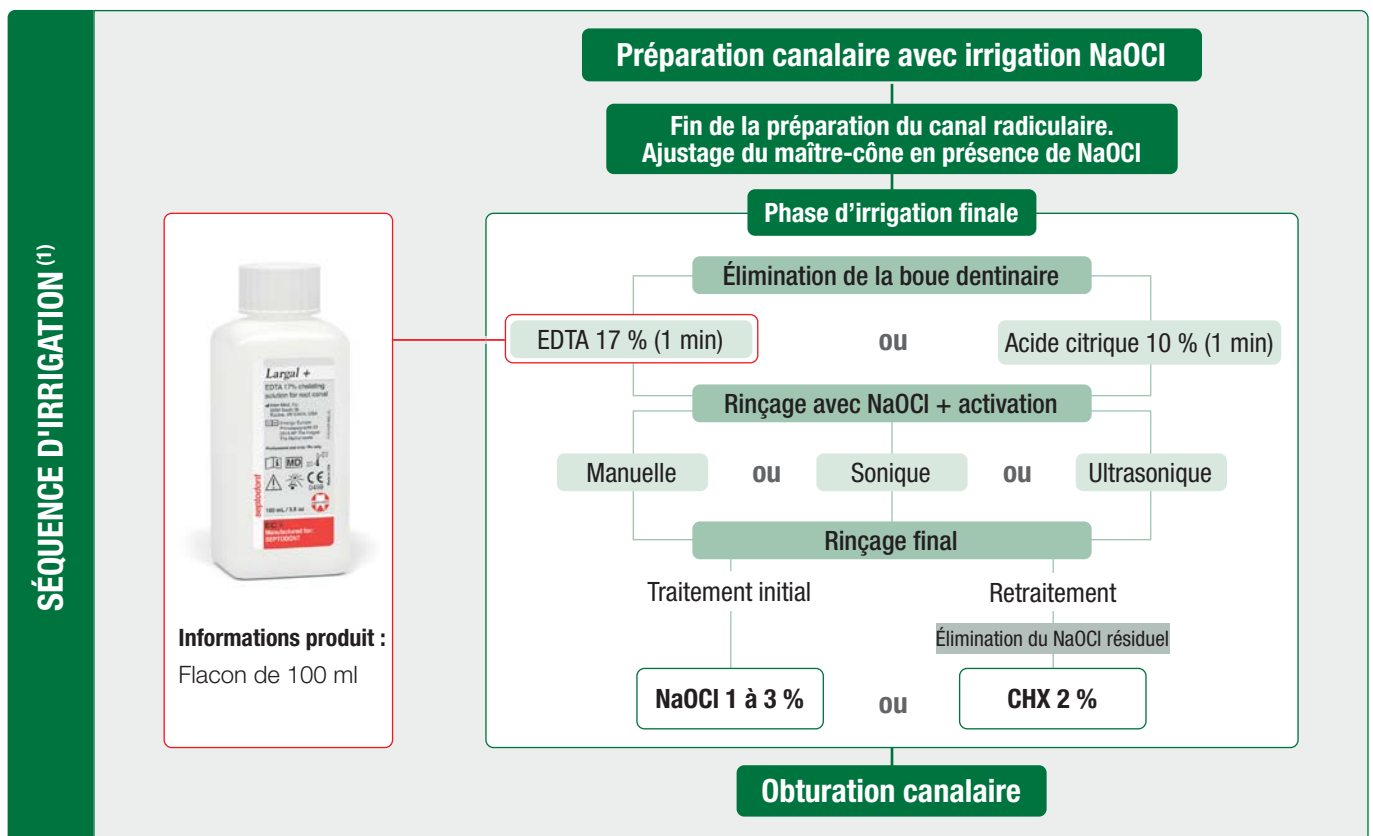 SÉQUENCE D'IRRIGATION (1)
Préparation canalaire avec irrigation NaOCl
Fin de la préparation du canal radiculaire.
Ajustage du maître-cône en présence de NaOCl
Phase d'irrigation finale
Élimination de la boue dentinaire
EDTA 17 % (1 min)
ou
Acide citrique 10 % (1 min)
Rinçage avec NaOCl + activation
Manuelle
ou
Sonique
ou
Ultrasonique
Rinçage final
Traitement initial
Retraitement
Élimination du NaOCl résiduel
NaOCl 1 à 3 %
ou
CHX 2 %
Obturation canalaire
Largal +
EDTA 17% chelating
solution for root canal
MD
CE
septodont
Manufactured for:
SEPTODONT
Informations produit :
Flacon de 100 ml